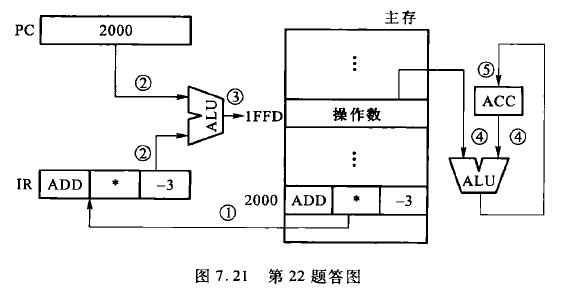 主存
PC 2000
⋮
② ③ ⑤
ALU 1FFD 操作数 ACC
② ④ ④
⋮
ALU
IR ADD * -3
① 2000 ADD * -3
图 7.21 第 22 题答图